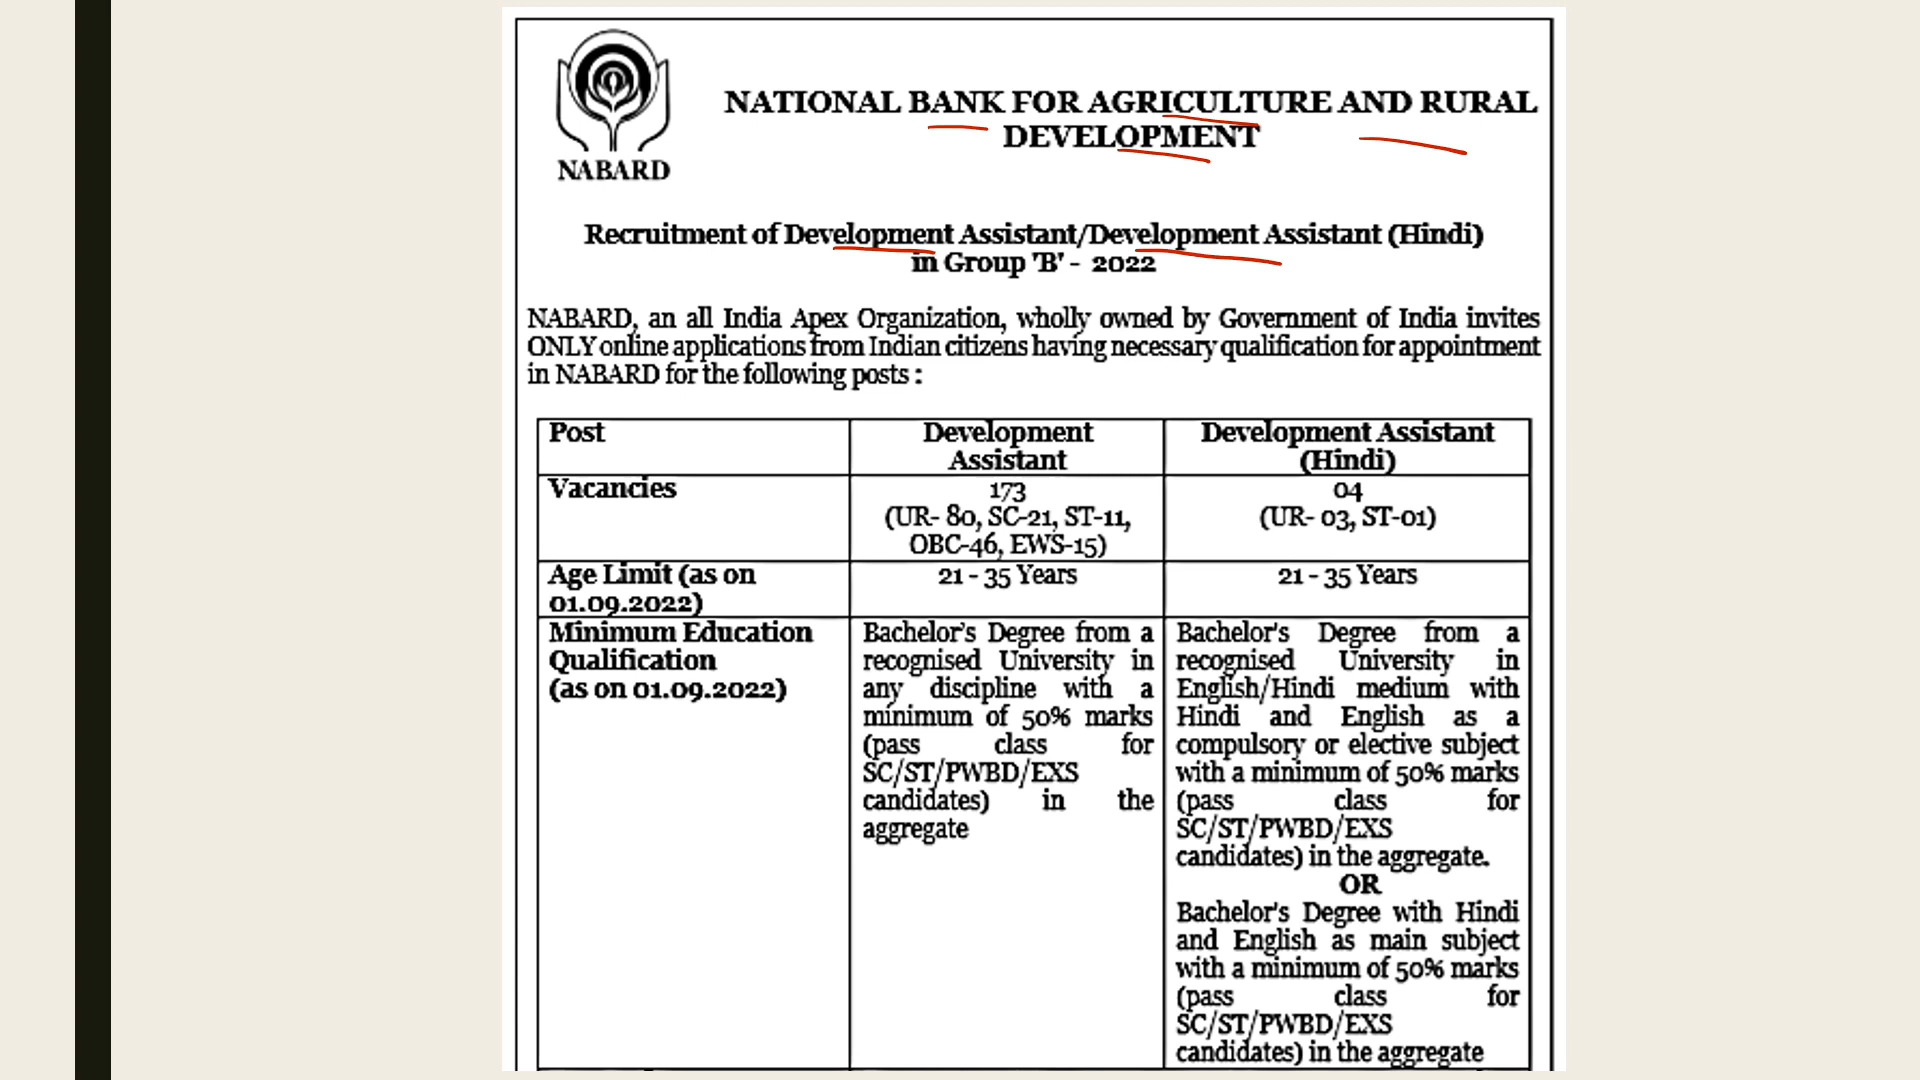 NABARD
NATIONAL BANK FOR AGRICULTURE AND RURAL
DEVELOPMENT
Recruitment of Development Assistant/Development Assistant (Hindi)
in Group 'B' - 2022
NABARD, an all India Apex Organization, wholly owned by Government of India invites
ONLY online applications from Indian citizens having necessary qualification for appointment
in NABARD for the following posts :
Post
Development
Assistant
Development Assistant
(Hindi)
Vacancies
173
(UR- 80, SC-21, ST-11,
OBC-46, EWS-15)
04
(UR- 03, ST-01)
Age Limit (as on
01.09.2022)
21 - 35 Years
21 - 35 Years
Minimum Education
Qualification
(as on 01.09.2022)
Bachelor's Degree from a
recognised University in
any discipline with a
minimum of 50% marks
(pass class for
SC/ST/PWBD/EXS
candidates) in the
aggregate
Bachelor's Degree from a
recognised University in
English/Hindi medium with
Hindi and English as a
compulsory or elective subject
with a minimum of 50% marks
(pass class for
SC/ST/PWBD/EXS
candidates) in the aggregate.
OR
Bachelor's Degree with Hindi
and English as main subject
with a minimum of 50% marks
(pass class for
SC/ST/PWBD/EXS
candidates) in the aggregate